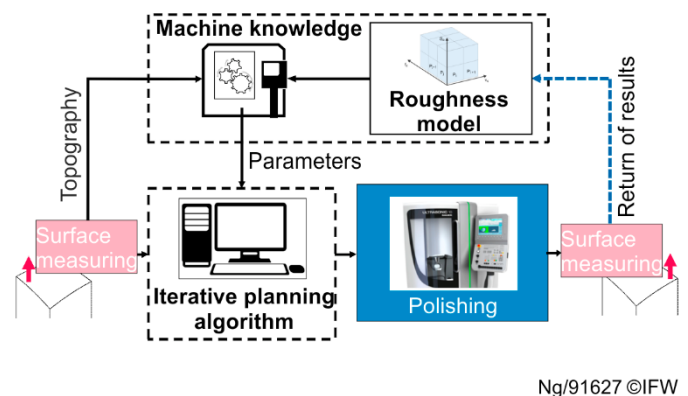 Machine knowledge
Roughness
model
Topography
Parameters
Return of results
Surface
measuring
Iterative planning
algorithm
Polishing
Surface
measuring
Ng/91627 ©IFW